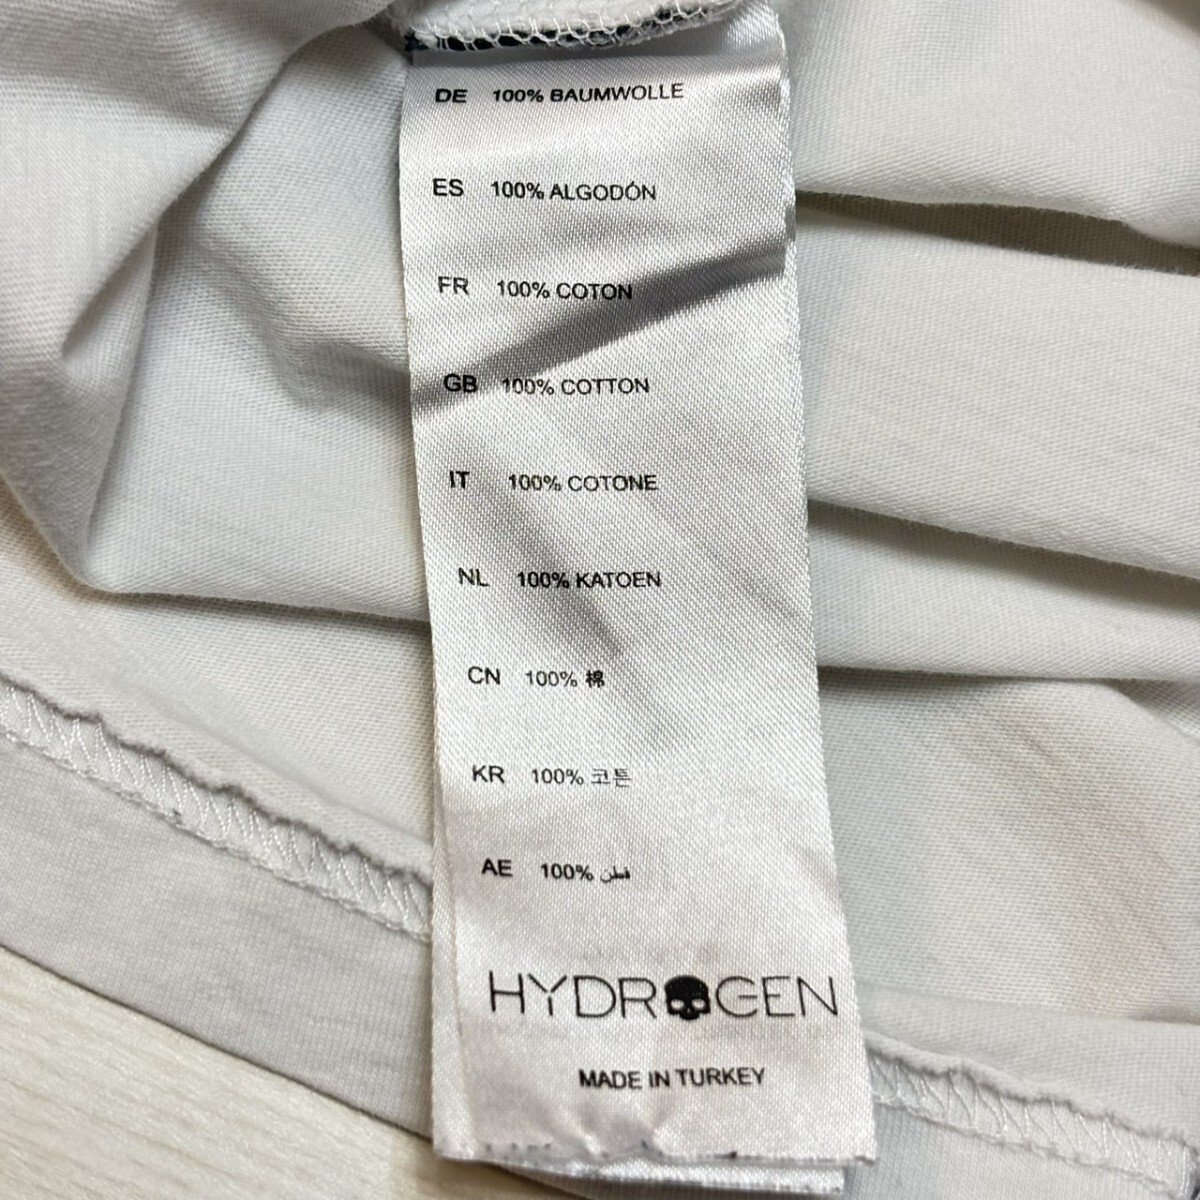 DE 100% BAUMWOLLE
ES 100% ALGODÓN
FR 100% COTON
GB 100% COTTON
IT 100% COTONE
NL 100% KATOEN
CN 100% 棉
KR 100% 코튼
AE 100% قطن
HYDROGEN
MADE IN TURKEY